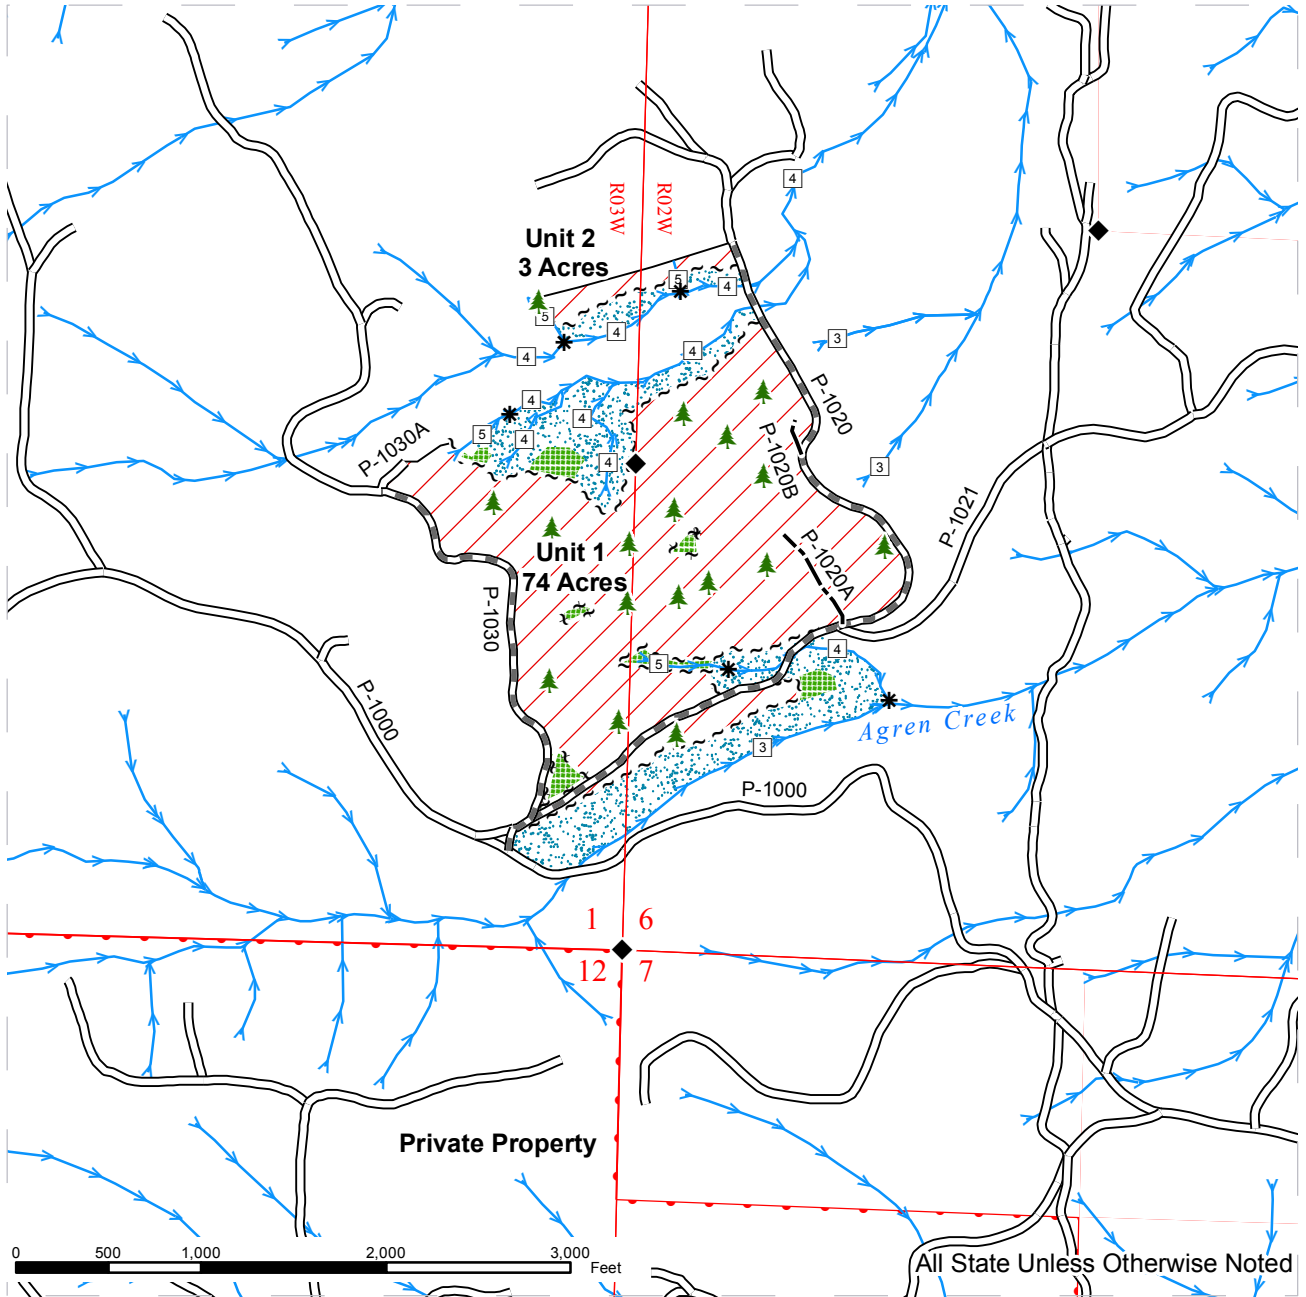 4
R03W
R02W
Unit 2
3 Acres
5
4
5
4
4
3
4
P-1020
4
4
5
4
P-1030A
P-1020B
4
3
P-1021
Unit 1
74 Acres
P-1020A
P-1030
4
5
P-1000
Agren Creek
3
P-1000
1
6
12
7
Private Property
0
500
1,000
2,000
3,000
Feet
All State Unless Otherwise Noted